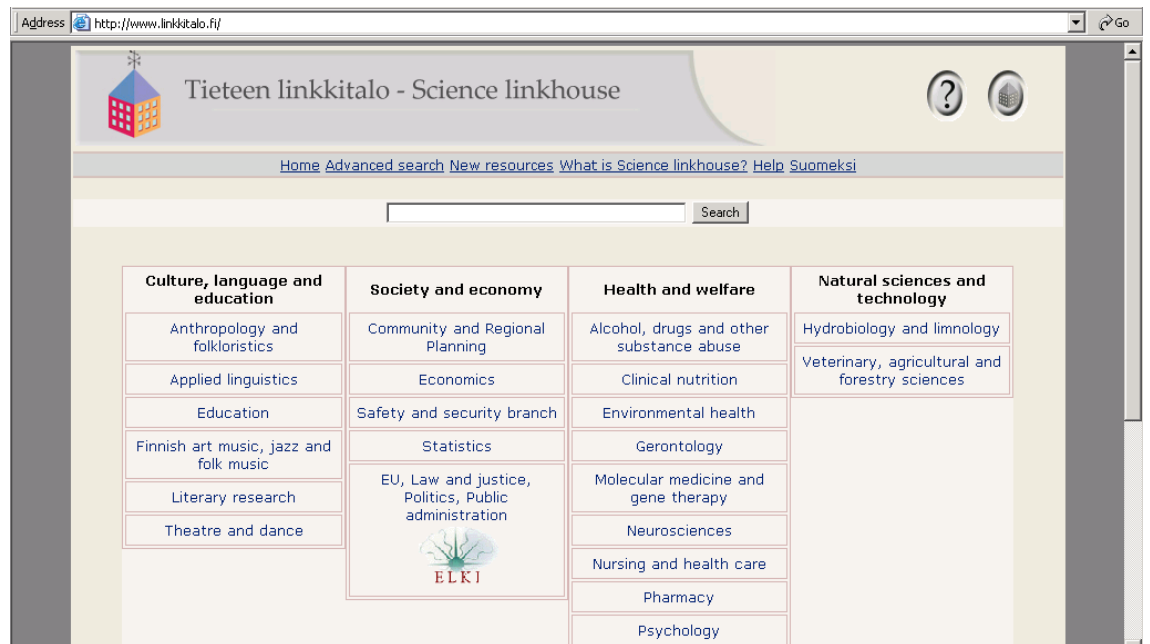 Address http://www.linkkitalo.fi/ Go
Tieteen linkkitalo - Science linkhouse
?
Home Advanced search New resources What is Science linkhouse? Help Suomeksi
Search
Culture, language and
education
Anthropology and
folkloristics
Applied linguistics
Education
Finnish art music, jazz and
folk music
Literary research
Theatre and dance
Society and economy
Community and Regional
Planning
Economics
Safety and security branch
Statistics
EU, Law and justice,
Politics, Public
administration
ELKI
Health and welfare
Alcohol, drugs and other
substance abuse
Clinical nutrition
Environmental health
Gerontology
Molecular medicine and
gene therapy
Neurosciences
Nursing and health care
Pharmacy
Psychology
Natural sciences and
technology
Hydrobiology and limnology
Veterinary, agricultural and
forestry sciences